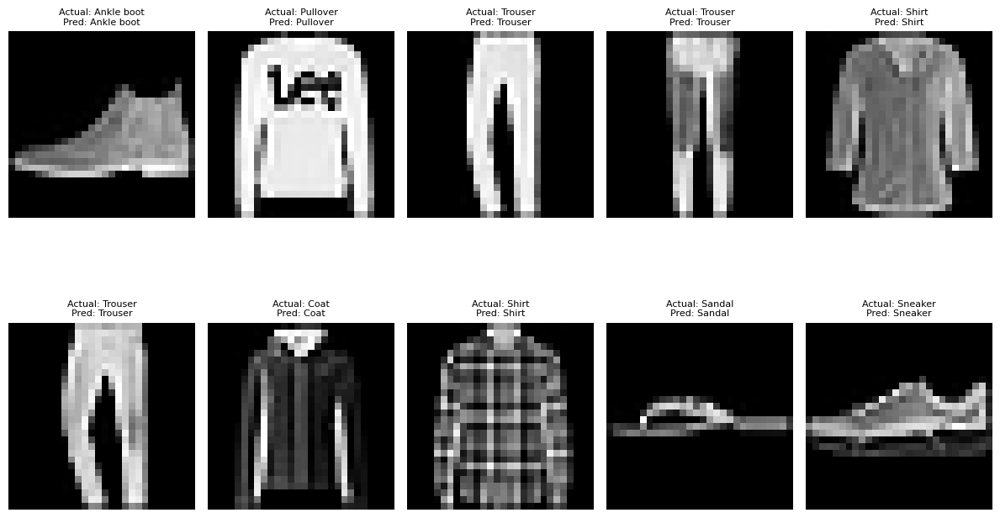 Actual: Ankle boot
Pred: Ankle boot
Actual: Pullover
Pred: Pullover
Actual: Trouser
Pred: Trouser
Actual: Trouser
Pred: Trouser
Actual: Shirt
Pred: Shirt
Lee
Actual: Trouser
Pred: Trouser
Actual: Coat
Pred: Coat
Actual: Shirt
Pred: Shirt
Actual: Sandal
Pred: Sandal
Actual: Sneaker
Pred: Sneaker